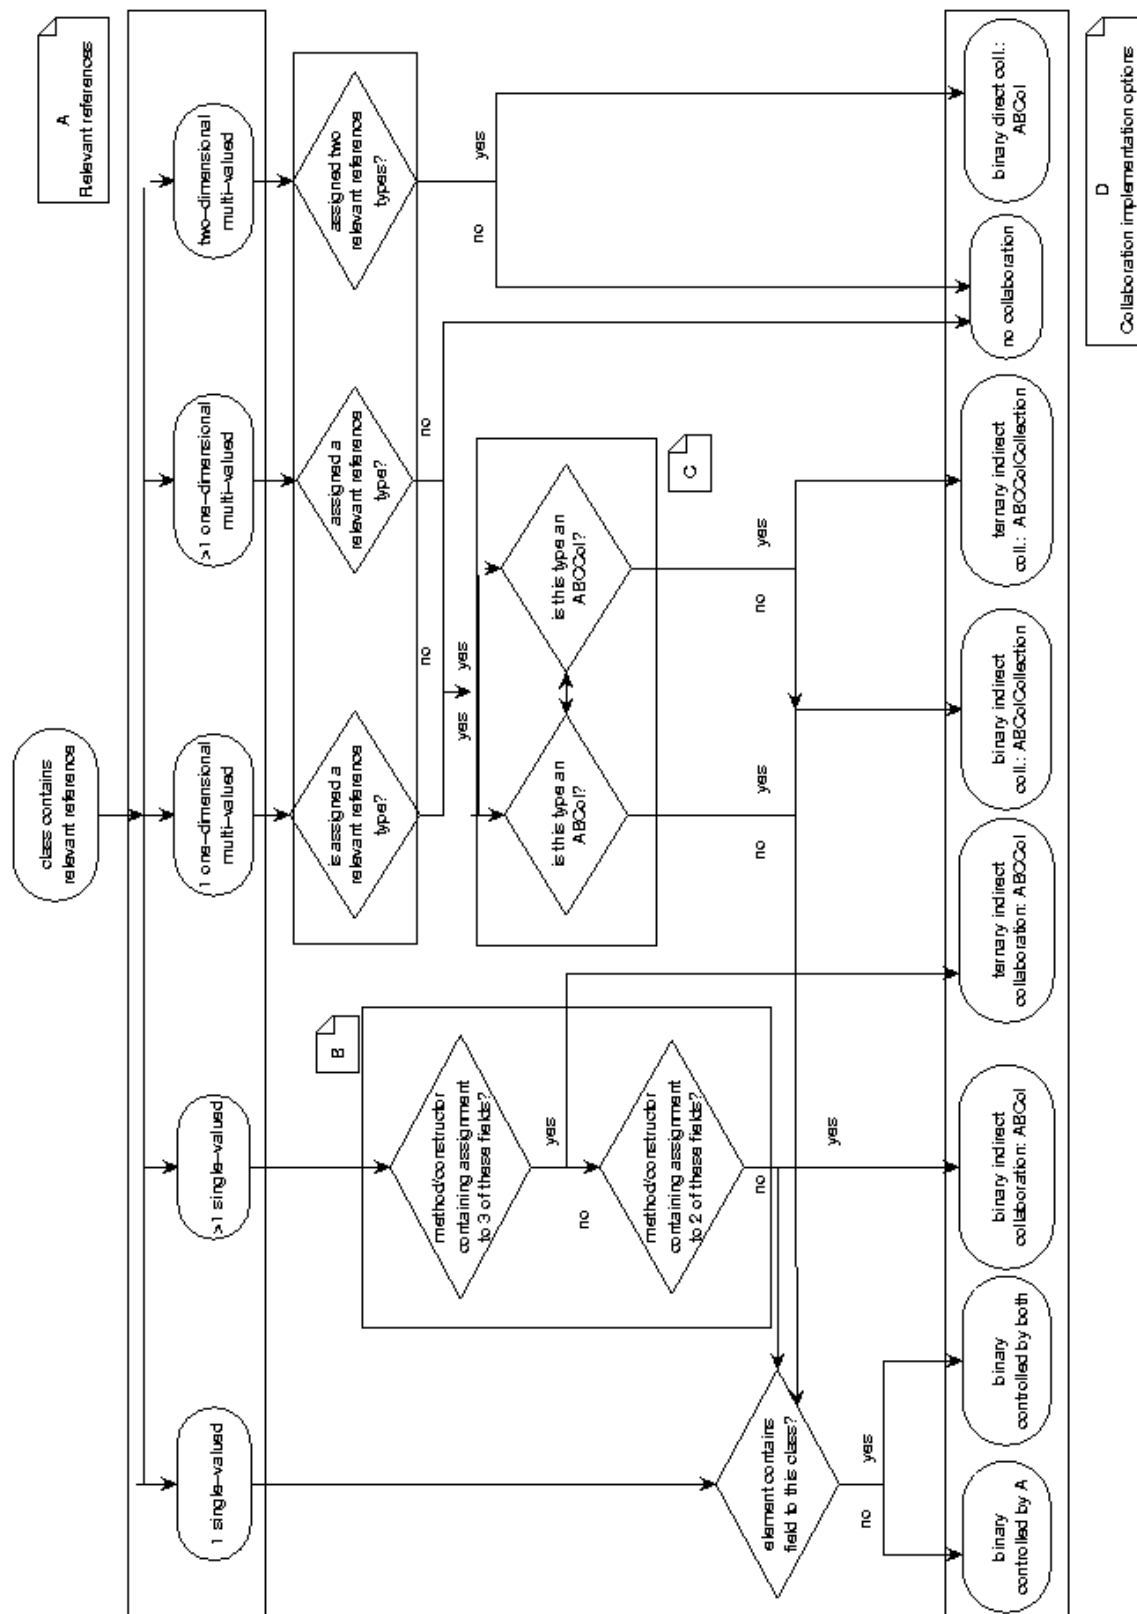 class contains
relevant reference
A
Relevant references
1 single-valued
>1 single-valued
1 one-dimensional
multi-valued
>1 one-dimensional
multi-valued
two-dimensional
multi-valued
is assigned a
relevant reference
type?
assigned a
relevant reference
type?
assigned two
relevant reference
types?
B
method/constructor
containing assignment
to 3 of these fields?
yes
no
method/constructor
containing assignment
to 2 of these fields?
no
yes
no
no
yes
yes
no
yes
is this type an
ABCol?
is this type an
ABCCol?
C
no
yes
no
yes
element contains
field to this class?
no
yes
binary
controlled by A
binary
controlled by both
binary indirect
collaboration: ABCol
ternary indirect
collaboration: ABCCol
binary indirect
coll.: ABColCollection
ternary indirect
coll.: ABCColCollection
no collaboration
binary direct coll.:
ABCol
D
Collaboration implementation options